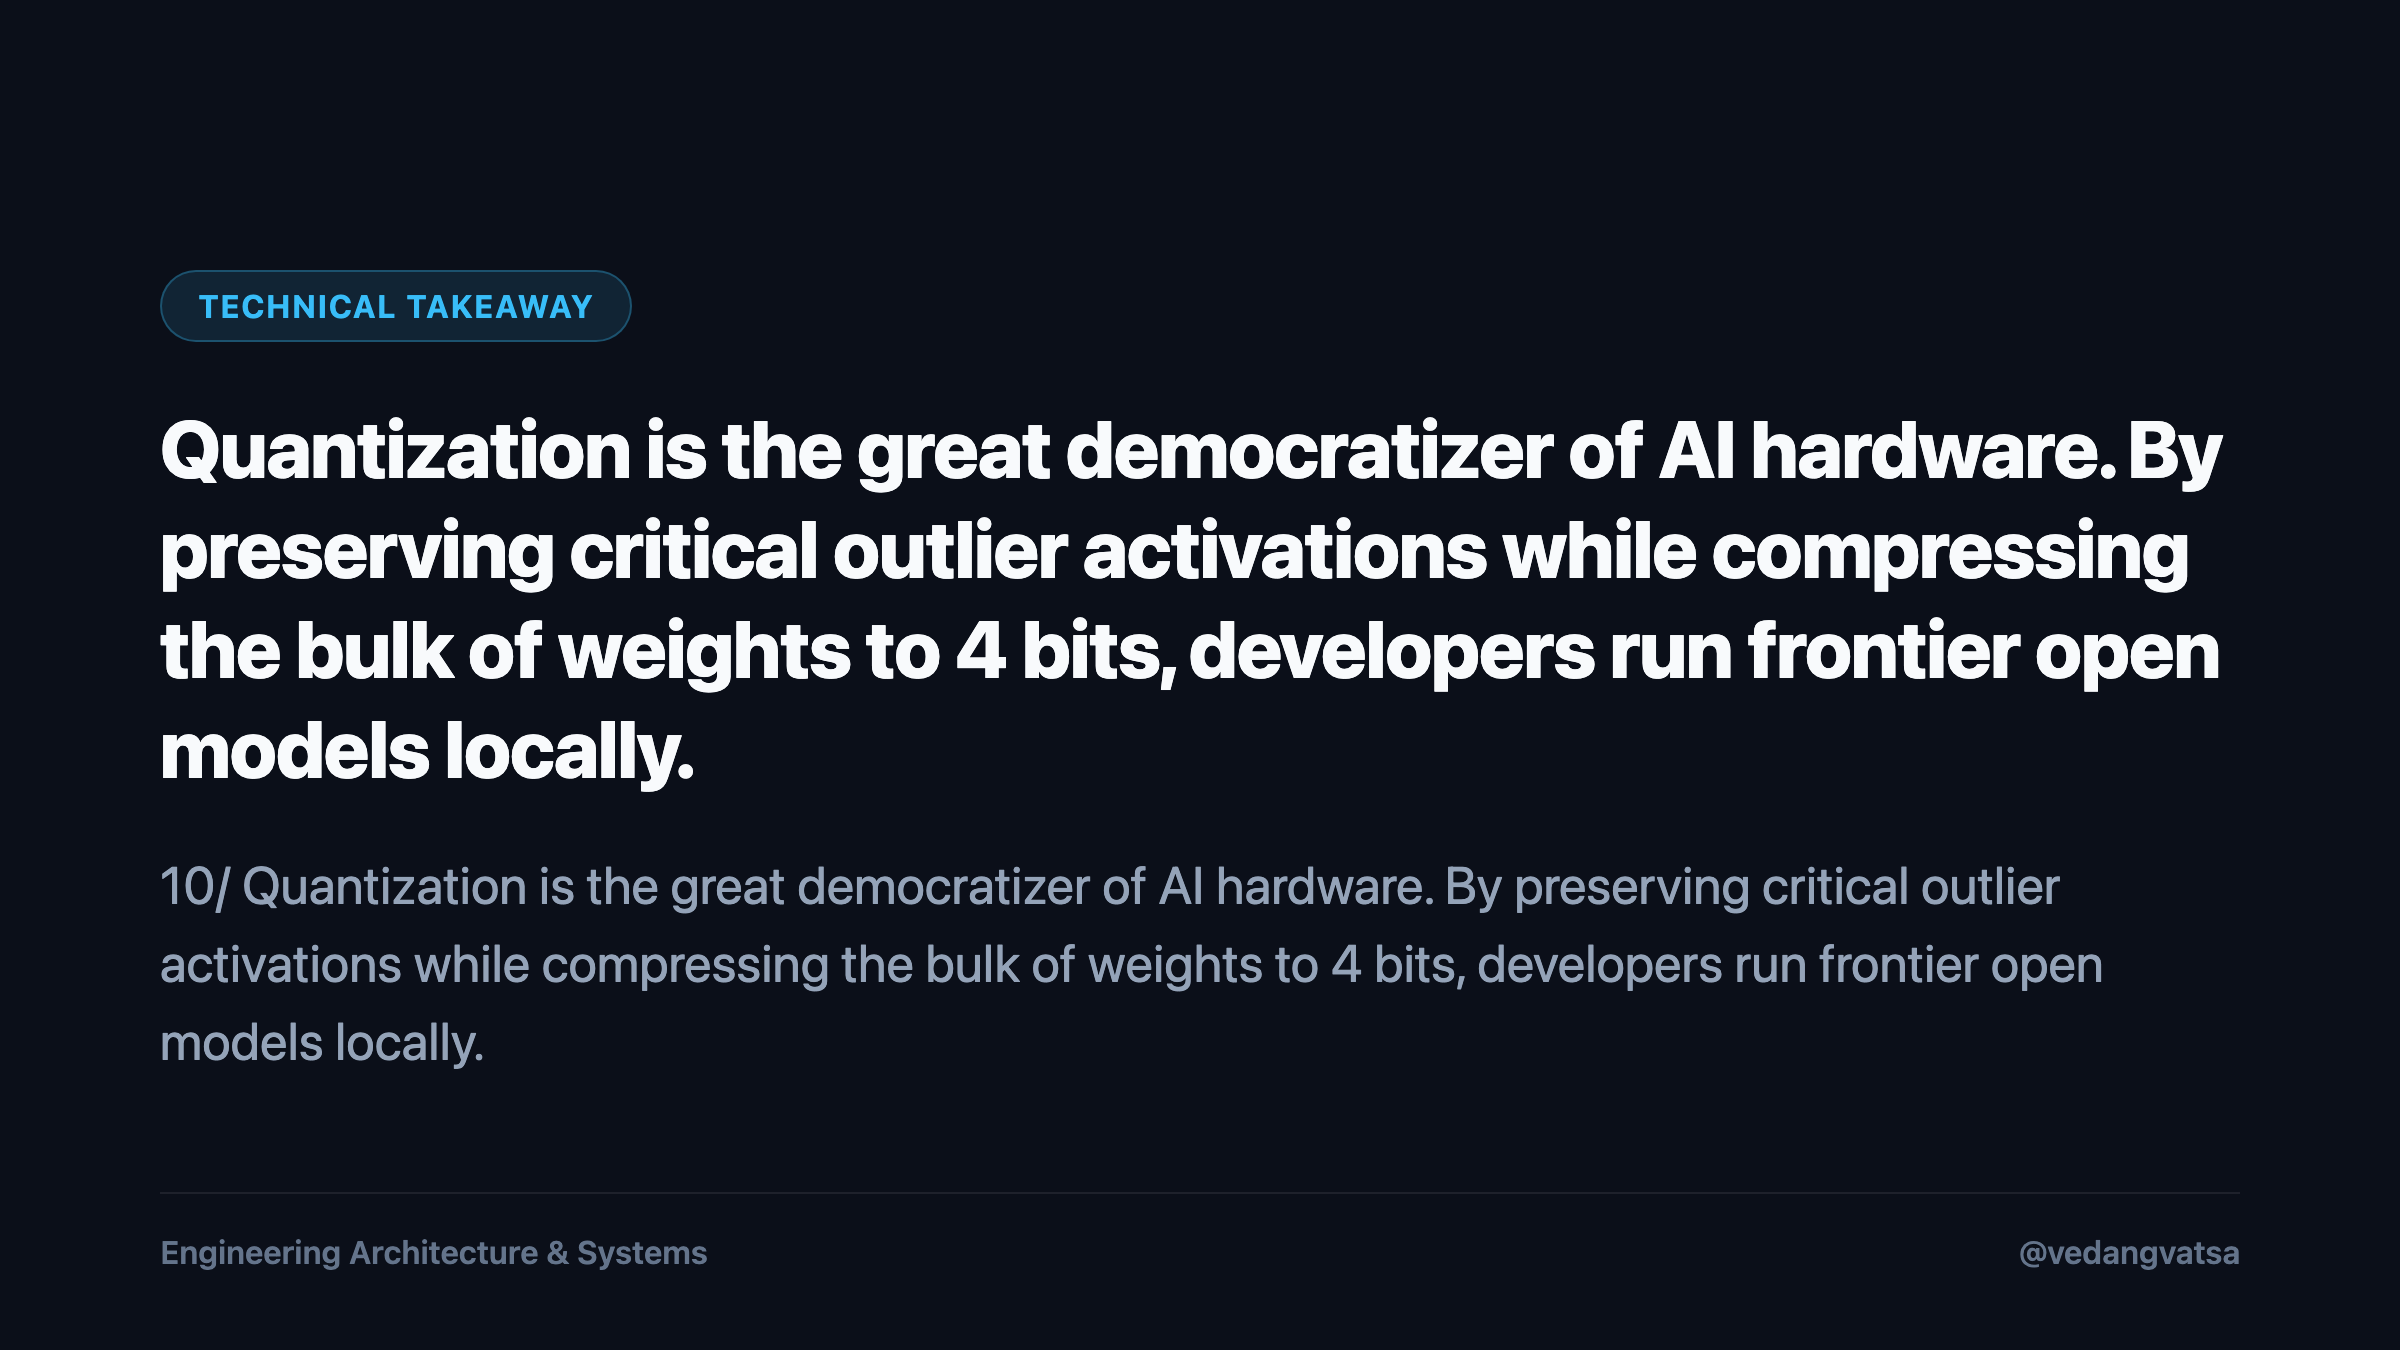 TECHNICAL TAKEAWAY
Quantization is the great democratizer of AI hardware. By
preserving critical outlier activations while compressing
the bulk of weights to 4 bits, developers run frontier open
models locally.
10/ Quantization is the great democratizer of AI hardware. By preserving critical outlier
activations while compressing the bulk of weights to 4 bits, developers run frontier open
models locally.
Engineering Architecture & Systems
@vedangvatsa